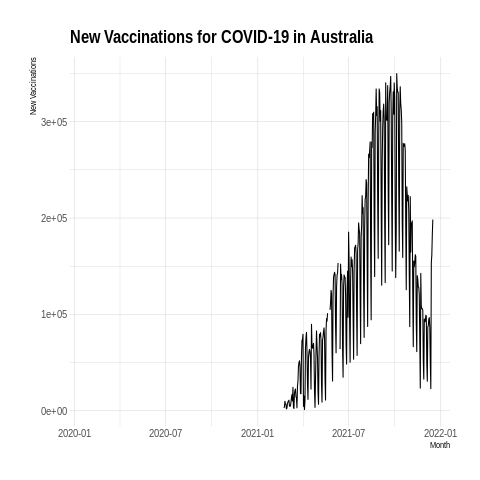 New Vaccinations for COVID-19 in Australia
New Vaccinations
3e+05
2e+05
1e+05
0e+00
2020-01 2020-07 2021-01 2021-07 2022-01
Month